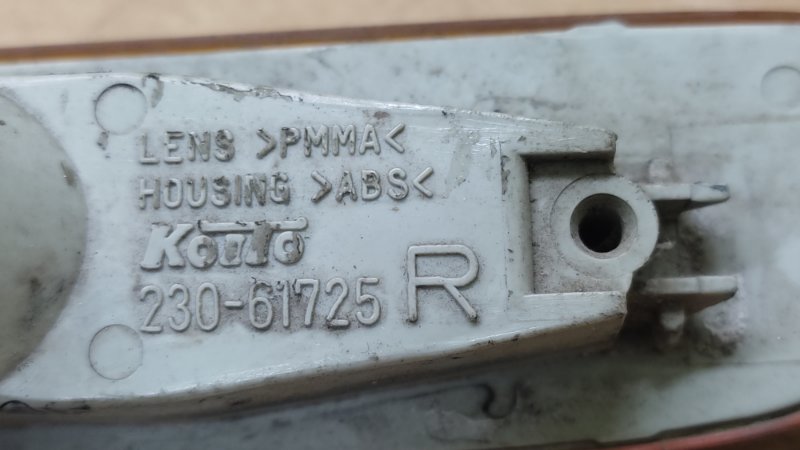 LENS >PMMA<
HOUSING >ABS<
Koito
230-61725 R